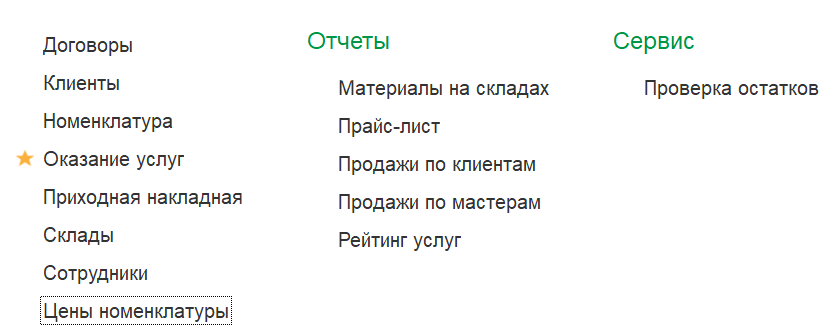 Договоры
Клиенты
Номенклатура
Оказание услуг
Приходная накладная
Склады
Сотрудники
Цены номенклатуры
Отчеты
Материалы на складах
Прайс-лист
Продажи по клиентам
Продажи по мастерам
Рейтинг услуг
Сервис
Проверка остатков